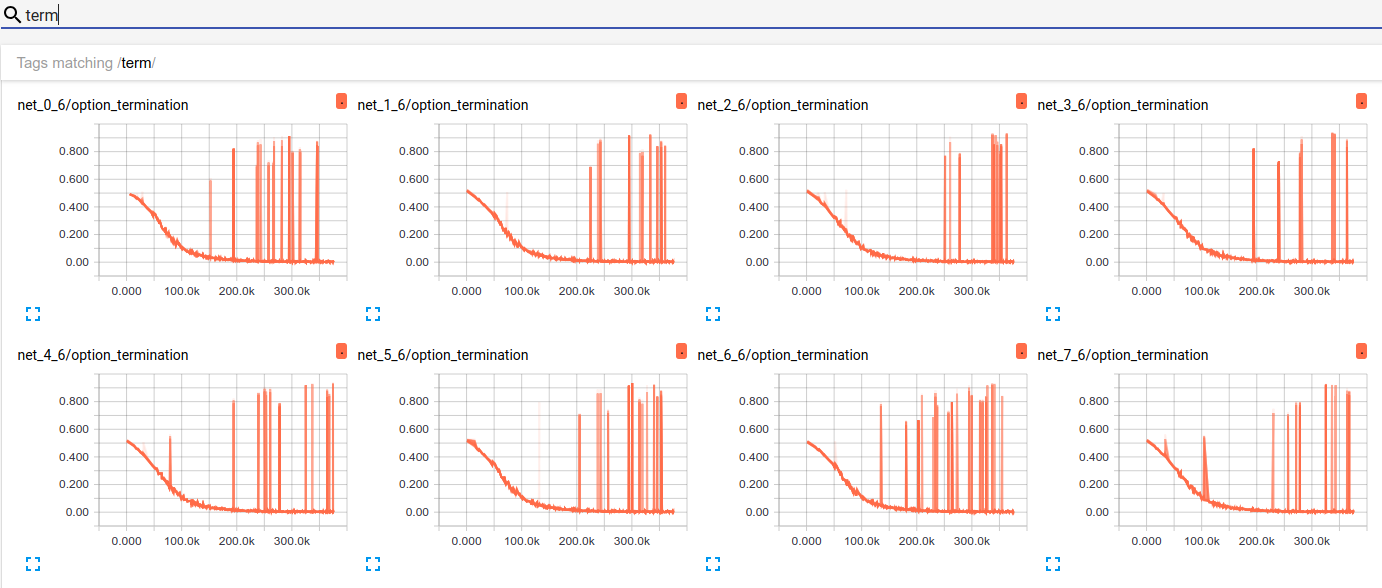 term
Tags matching /term/
net_0_6/option_termination
net_1_6/option_termination
net_2_6/option_termination
net_3_6/option_termination
0.800 0.800 0.800 0.800
0.600 0.600 0.600 0.600
0.400 0.400 0.400 0.400
0.200 0.200 0.200 0.200
0.00 0.00 0.00 0.00
0.000 100.0k 200.0k 300.0k 0.000 100.0k 200.0k 300.0k 0.000 100.0k 200.0k 300.0k 0.000 100.0k 200.0k 300.0k
net_4_6/option_termination
net_5_6/option_termination
net_6_6/option_termination
net_7_6/option_termination
0.800 0.800 0.800 0.800
0.600 0.600 0.600 0.600
0.400 0.400 0.400 0.400
0.200 0.200 0.200 0.200
0.00 0.00 0.00 0.00
0.000 100.0k 200.0k 300.0k 0.000 100.0k 200.0k 300.0k 0.000 100.0k 200.0k 300.0k 0.000 100.0k 200.0k 300.0k